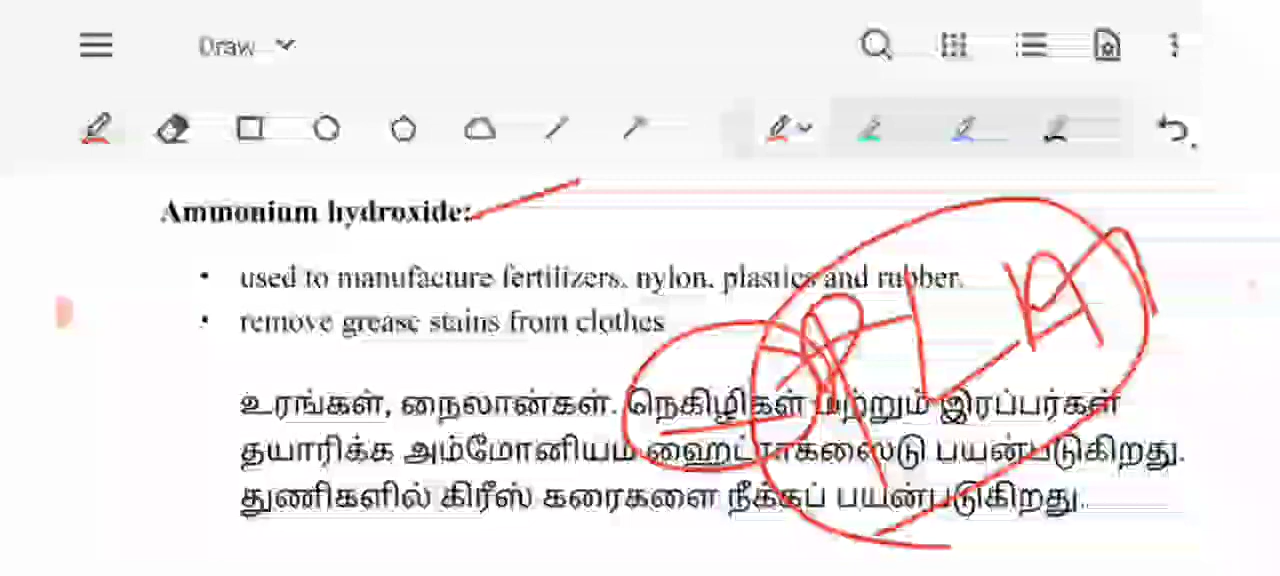 Draw
Ammonium hydroxide:
• used to manufacture fertilizers, nylon, plastics and rubber.
• remove grease stains from clothes
உரங்கள், நைலான்கள். நெகிழிகள் மற்றும் இரப்பர்கள்
தயாரிக்க அம்மோனியம் ஹைட்ராக்ஸைடு பயன்படுகிறது.
துணிகளில் கிரீஸ் கரைகளை நீக்கப் பயன்படுகிறது.